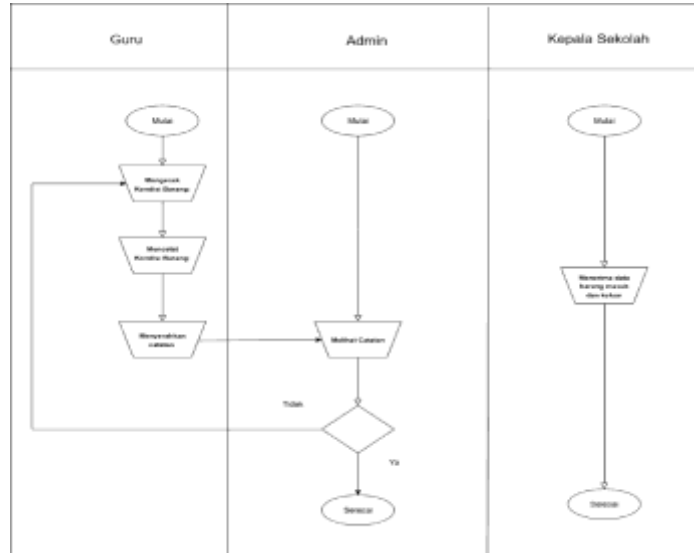 Guru
Admin
Kepala Sekolah
Mulai
Mulai
Mulai
Mengecek
Kondisi Barang
Mencatat
Kondisi Barang
Menerima data
barang masuk
dan keluar
Menyerahkan
catatan
Melihat Catatan
Tidak
Ya
Selesai
Selesai